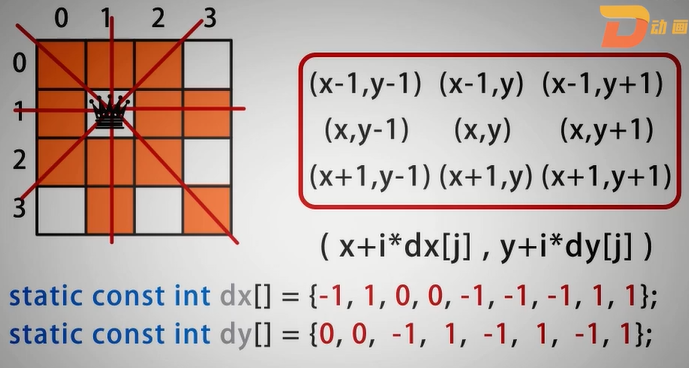 0 1 2 3
动画
0
1
2
3
(x-1,y-1) (x-1,y) (x-1,y+1)
(x,y-1) (x,y) (x,y+1)
(x+1,y-1) (x+1,y) (x+1,y+1)
( x+i*dx[j] , y+i*dy[j] )
static const int dx[] = {-1, 1, 0, 0, -1, -1, -1, 1, 1};
static const int dy[] = {0, 0, -1, 1, -1, 1, -1, 1};